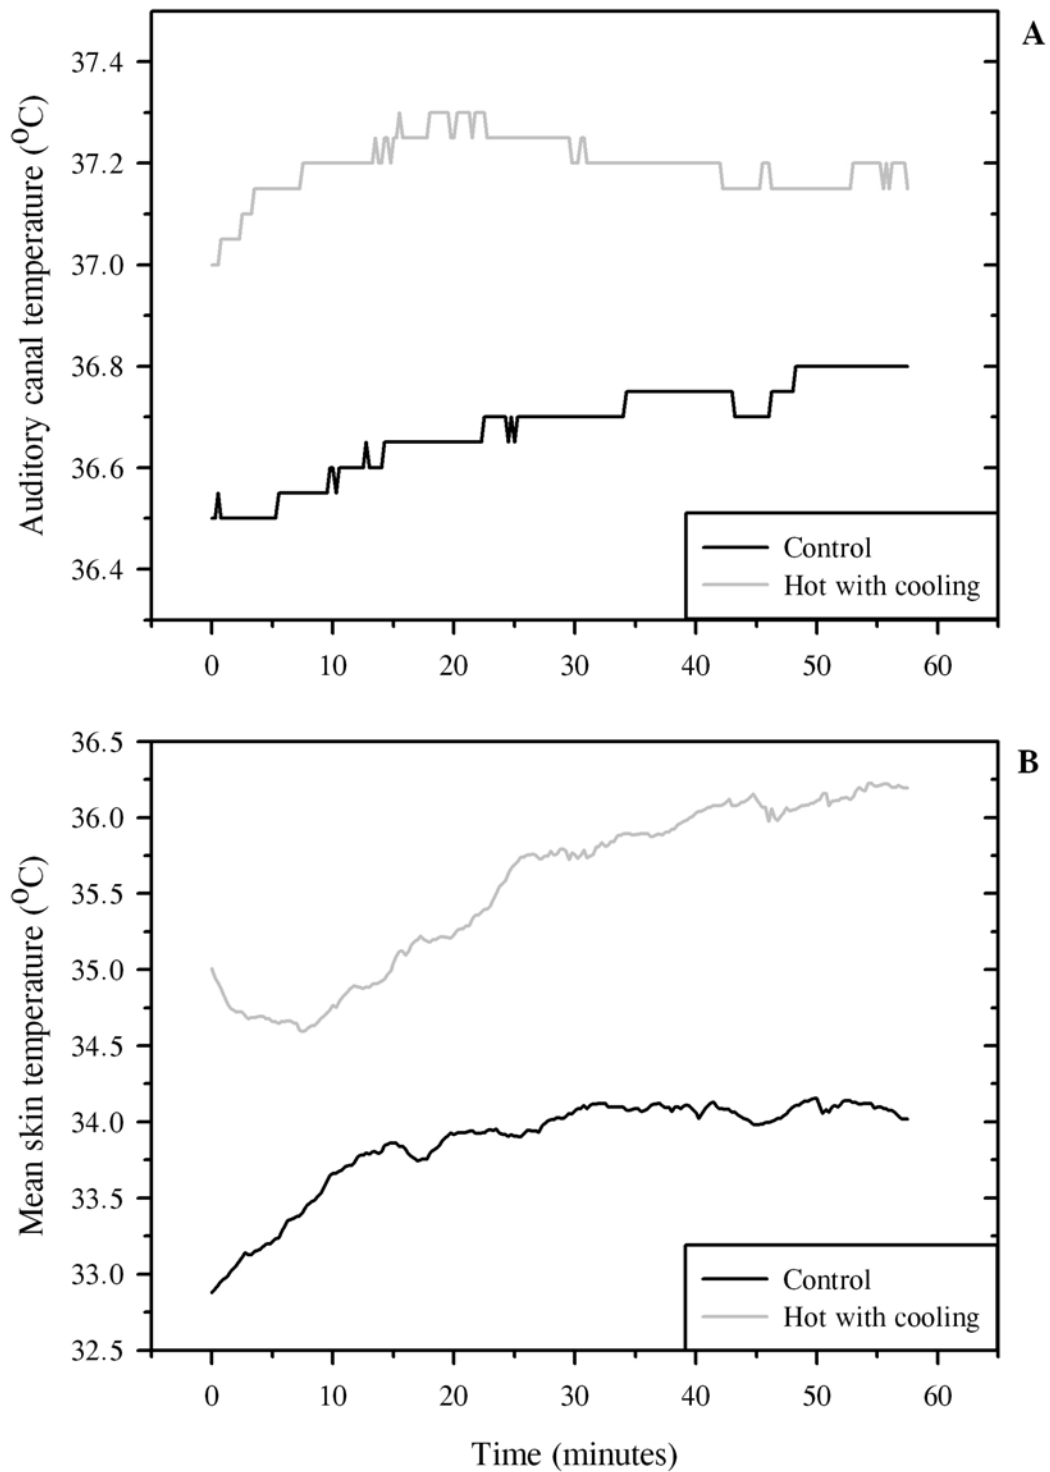 A
37.4
37.2
37.0
36.8
36.6
36.4
Auditory canal temperature (ºC)
Control
Hot with cooling
0 10 20 30 40 50 60
B
36.5
36.0
35.5
35.0
34.5
34.0
33.5
33.0
32.5
Mean skin temperature (ºC)
Control
Hot with cooling
0 10 20 30 40 50 60
Time (minutes)